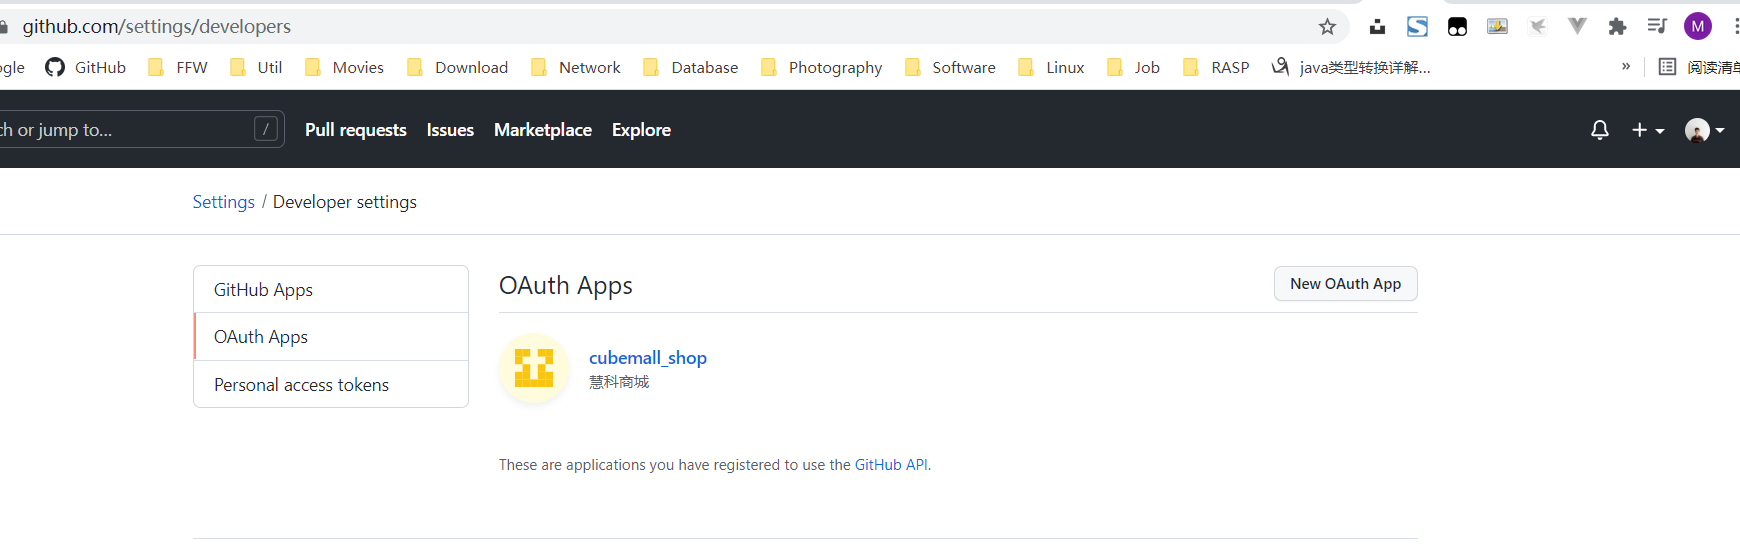 github.com/settings/developers
M
ogle GitHub FFW Util Movies Download Network Database Photography Software Linux Job RASP java类型转换详解... » 阅读清单
ch or jump to... / Pull requests Issues Marketplace Explore
Settings / Developer settings
GitHub Apps
OAuth Apps
Personal access tokens
OAuth Apps
New OAuth App
cubemall_shop
慧科商城
These are applications you have registered to use the GitHub API.